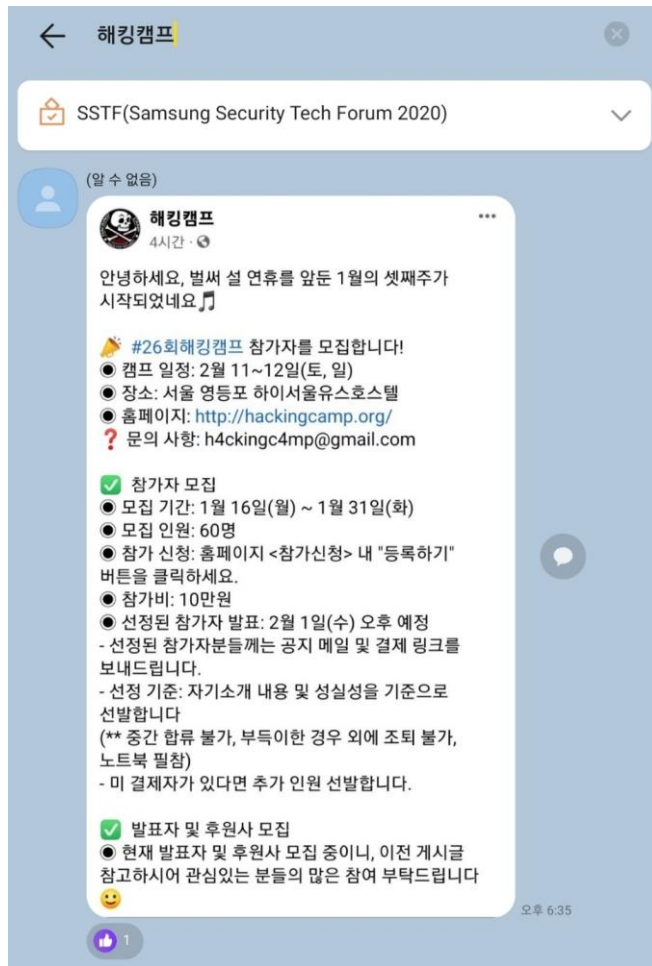 해킹캠프
SSTF(Samsung Security Tech Forum 2020)
(알 수 없음)
해킹캠프
4시간 ·
안녕하세요, 벌써 설 연휴를 앞둔 1월의 셋째주가
시작되었네요🎵
📣 #26회해킹캠프 참가자를 모집합니다!
◉ 캠프 일정: 2월 11~12일(토, 일)
◉ 장소: 서울 영등포 하이서울유스호스텔
◉ 홈페이지: http://hackingcamp.org/
❓ 문의 사항: h4ckingc4mp@gmail.com
✅ 참가자 모집
◉ 모집 기간: 1월 16일(월) ~ 1월 31일(화)
◉ 모집 인원: 60명
◉ 참가 신청: 홈페이지 <참가신청> 내 "등록하기"
버튼을 클릭하세요.
◉ 참가비: 10만원
◉ 선정된 참가자 발표: 2월 1일(수) 오후 예정
- 선정된 참가자분들께는 공지 메일 및 결제 링크를
보내드립니다.
- 선정 기준: 자기소개 내용 및 성실성을 기준으로
선발합니다
(** 중간 합류 불가, 부득이한 경우 외에 조퇴 불가,
노트북 필참)
- 미 결제자가 있다면 추가 인원 선발합니다.
✅ 발표자 및 후원사 모집
◉ 현재 발표자 및 후원사 모집 중이니, 이전 게시글
참고하시어 관심있는 분들의 많은 참여 부탁드립니다
🙂
오후 6:35
1